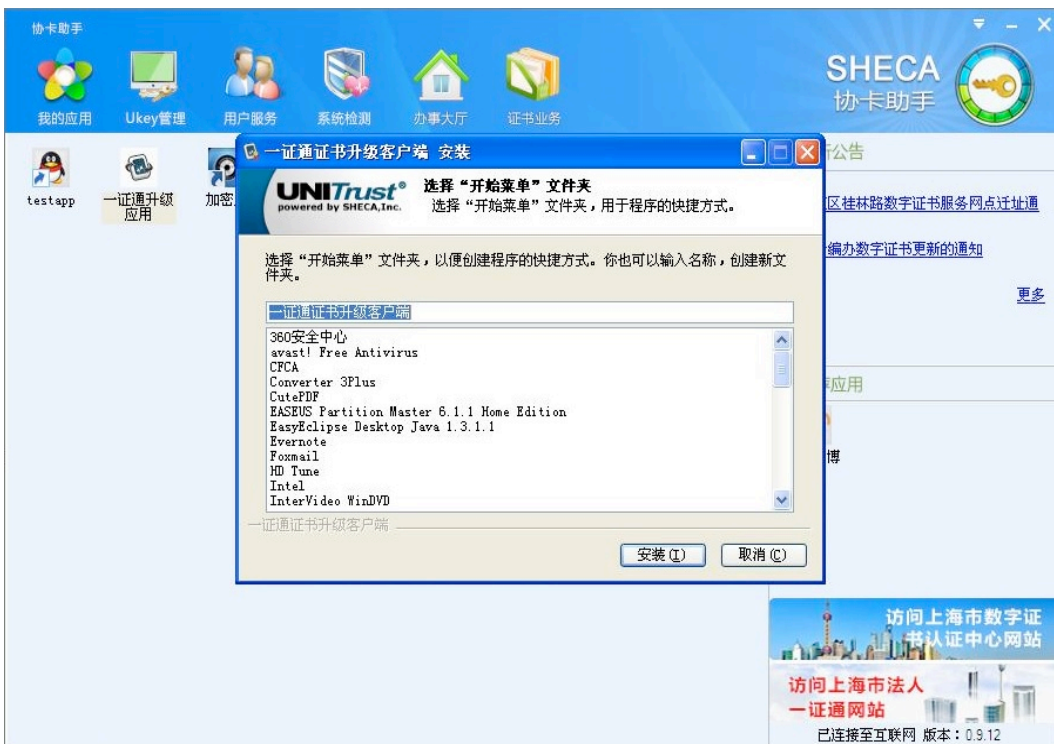 协卡助手
我的应用
Ukey管理
用户服务
系统检测
办事大厅
证书业务
SHECA
协卡助手
testapp
一证通升级
应用
加密
一证通证书升级客户端 安装
UNITrust®
powered by SHECA,Inc.
选择“开始菜单”文件夹
选择“开始菜单”文件夹，用于程序的快捷方式。
选择“开始菜单”文件夹，以便创建程序的快捷方式。你也可以输入名称，创建新文
件夹。
一证通证书升级客户端
360安全中心
avast! Free Antivirus
CFCA
Converter 3Plus
CutePDF
EASEUS Partition Master 6.1.1 Home Edition
EasyEclipse Desktop Java 1.3.1.1
Evernote
Foxmail
HD Tune
Intel
InterVideo WinDVD
一证通证书升级客户端
安装(I)
取消(C)
公告
区桂林路数字证书服务网点迁址通
编办数字证书更新的通知
更多
应用
博
访问上海市数字证
书认证中心网站
访问上海市法人
一证通网站
已连接至互联网 版本：0.9.12